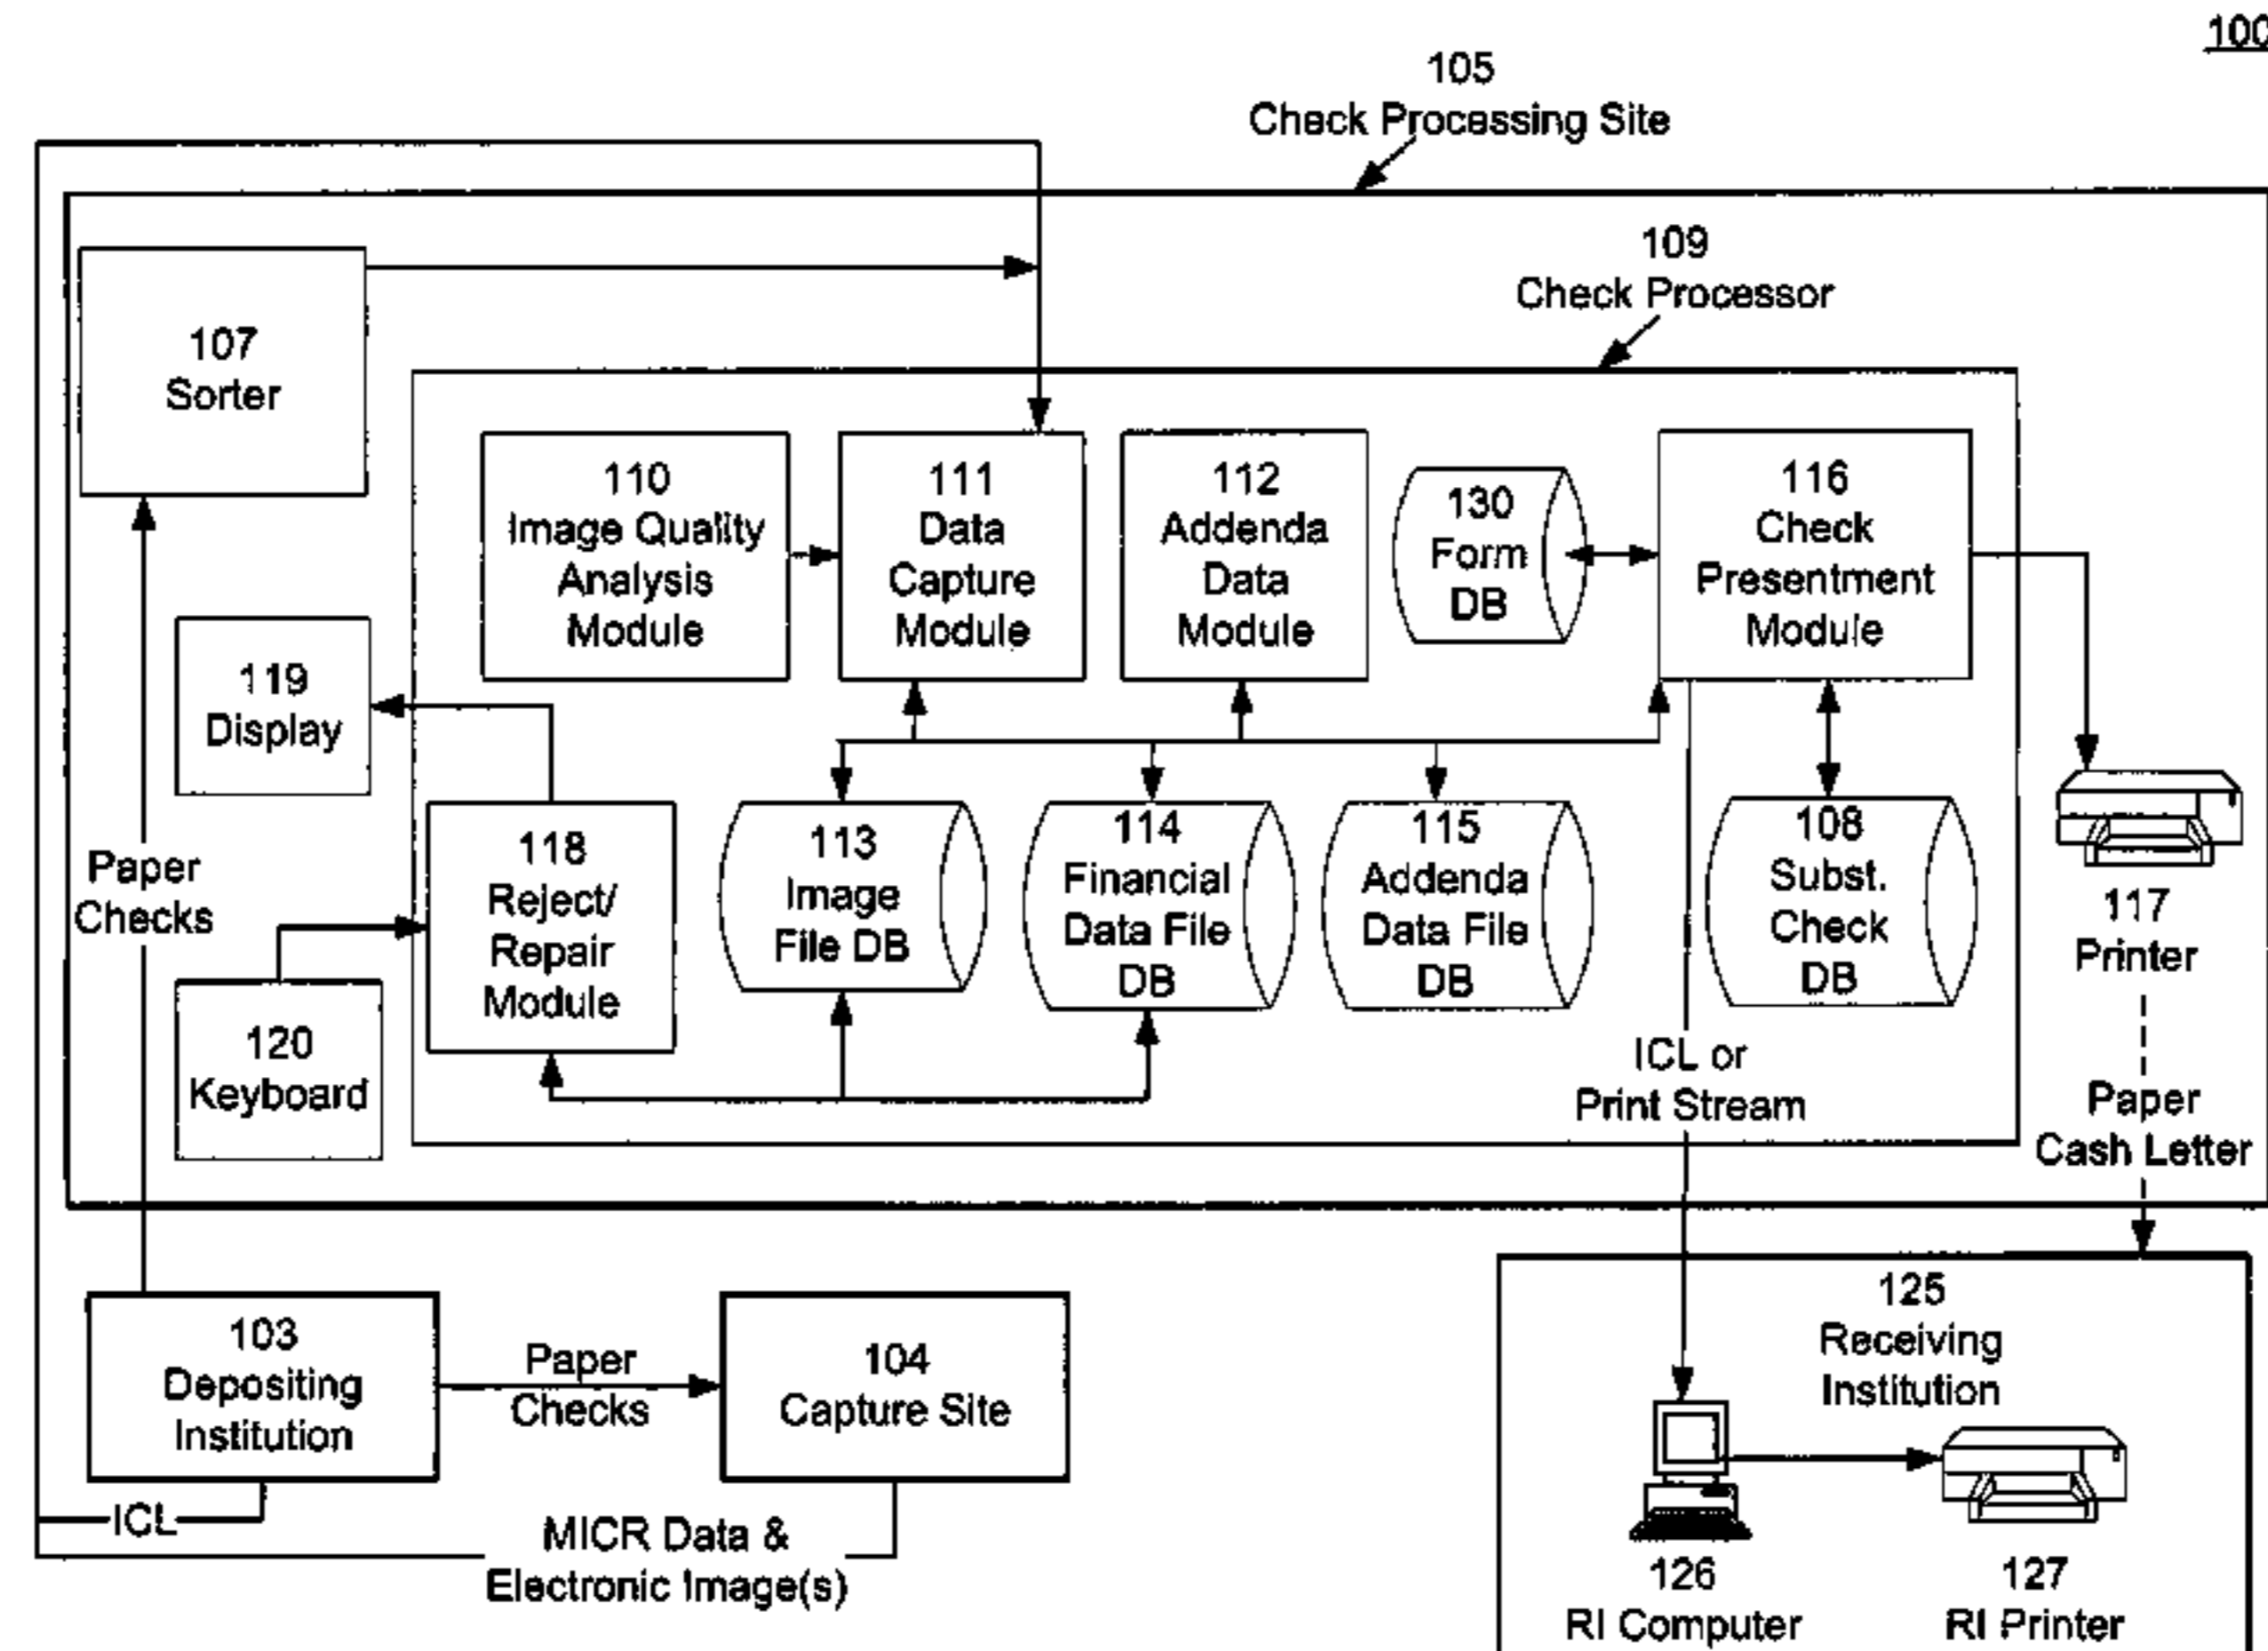 100
105
Check Processing Site
109
Check Processor
107
Sorter
110
Image Quality
Analysis
Module
111
Data
Capture
Module
112
Addenda
Data
Module
130
Form
DB
116
Check
Presentment
Module
119
Display
118
Reject/
Repair
Module
113
Image
File DB
114
Financial
Data File
DB
115
Addenda
Data File
DB
108
Subst.
Check
DB
117
Printer
Paper
Checks
120
Keyboard
ICL or
Print Stream
Paper
Cash Letter
103
Depositing
Institution
Paper
Checks
104
Capture Site
125
Receiving
Institution
ICL
MICR Data &
Electronic Image(s)
126
RI Computer
127
RI Printer